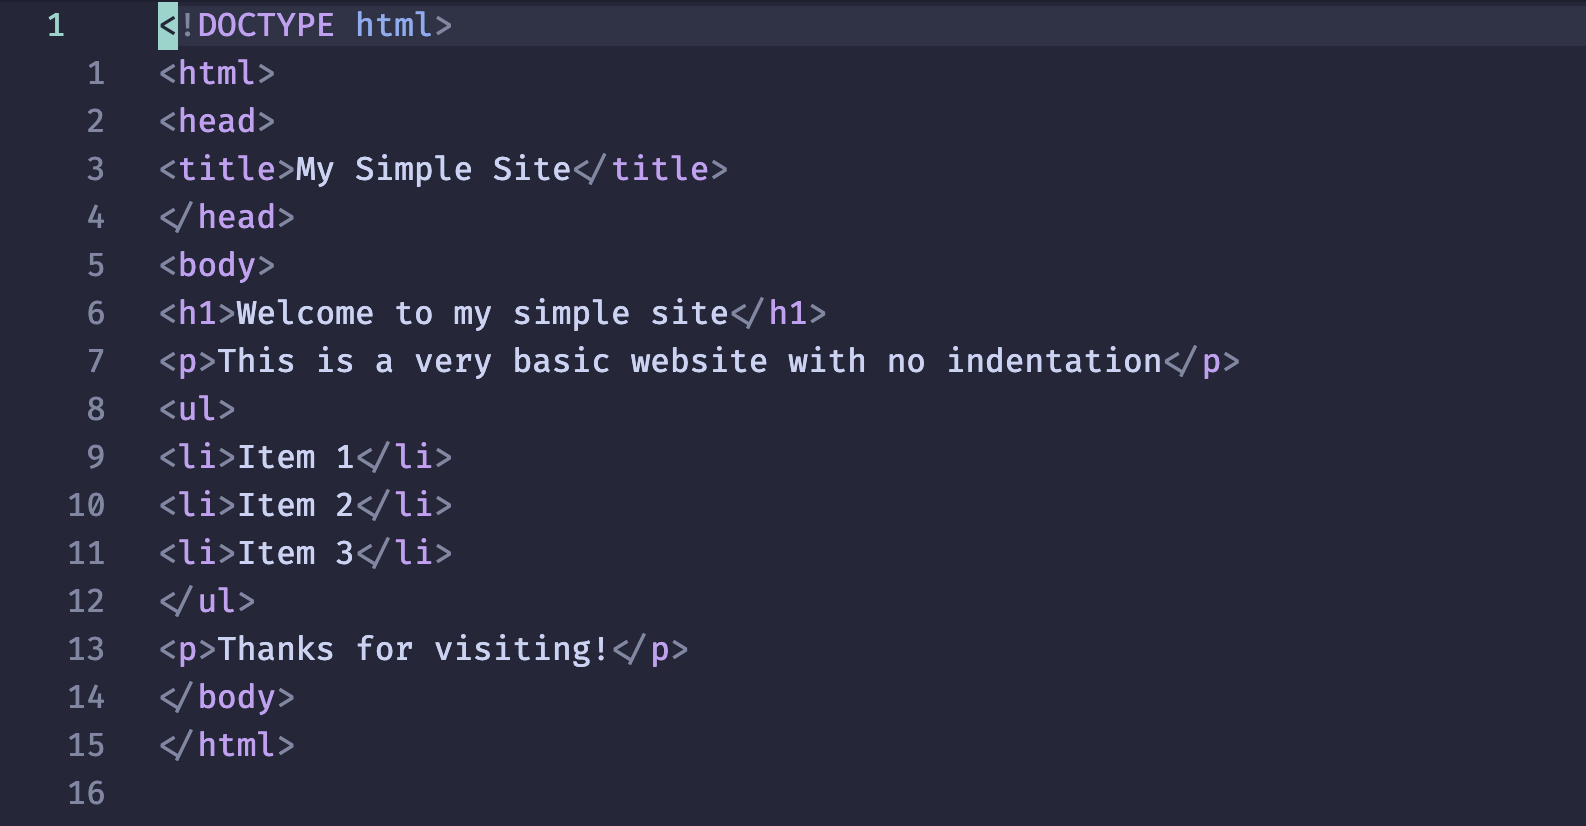 1 <!DOCTYPE html>
1 <html>
2 <head>
3 <title>My Simple Site</title>
4 </head>
5 <body>
6 <h1>Welcome to my simple site</h1>
7 <p>This is a very basic website with no indentation</p>
8 <ul>
9 <li>Item 1</li>
10 <li>Item 2</li>
11 <li>Item 3</li>
12 </ul>
13 <p>Thanks for visiting!</p>
14 </body>
15 </html>
16